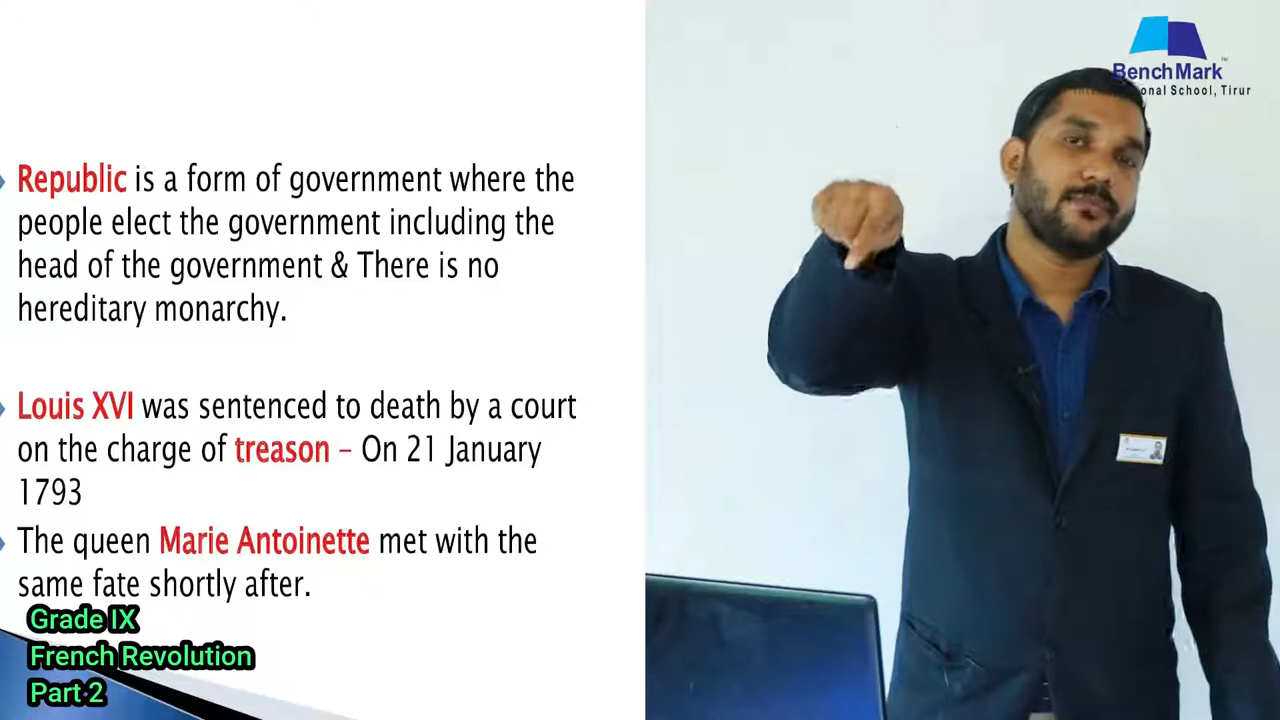 Republic is a form of government where the
people elect the government including the
head of the government & There is no
hereditary monarchy.
Louis XVI was sentenced to death by a court
on the charge of treason – On 21 January
1793
The queen Marie Antoinette met with the
same fate shortly after.
Grade IX
French Revolution
Part 2
BenchMark™
International School, Tirur